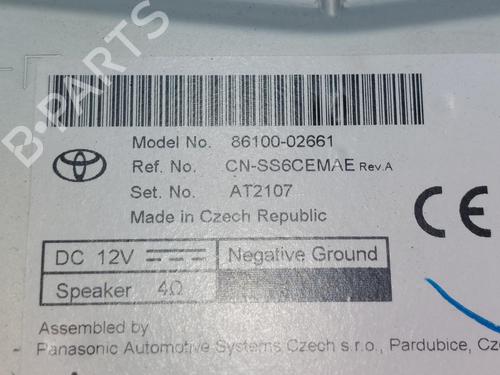 B-PARTS
Model No. 86100-02661
Ref. No. CN-SS6CEMAE Rev.A
Set. No. AT2107
Made in Czech Republic
DC 12V Negative Ground
Speaker 4Ω
Assembled by
Panasonic Automotive Systems Czech s.r.o., Pardubice, Cze
CE